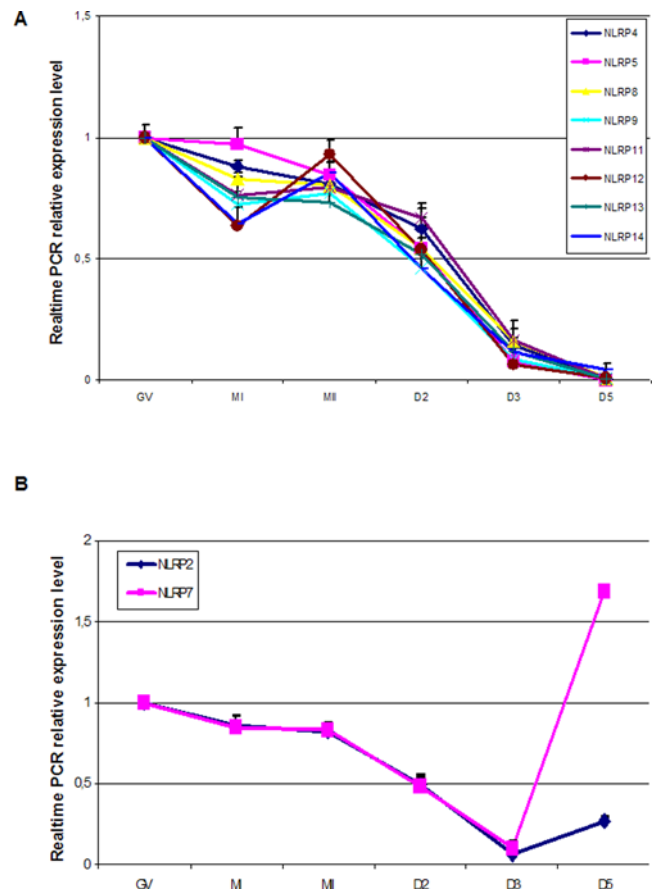 A
Realtime PCR relative expression level
1,5
1
0,5
0
GV
MI
MII
D2
D3
D5
NLRP4
NLRP5
NLRP8
NLRP9
NLRP11
NLRP12
NLRP13
NLRP14
B
Realtime PCR relative expression level
2
1,5
1
0,5
0
GV
MI
MII
D2
D3
D5
NLRP2
NLRP7